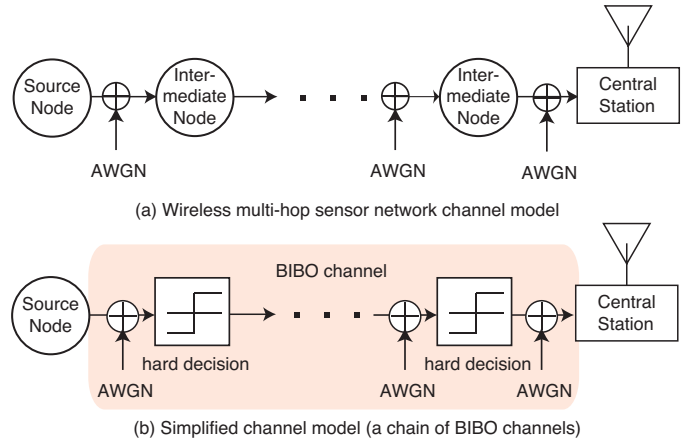 Source
Node
Inter-
mediate
Node
Inter-
mediate
Node
Central
Station
AWGN
AWGN
AWGN
(a) Wireless multi-hop sensor network channel model
BIBO channel
Source
Node
Central
Station
hard decision
hard decision
AWGN
AWGN
AWGN
(b) Simplified channel model (a chain of BIBO channels)